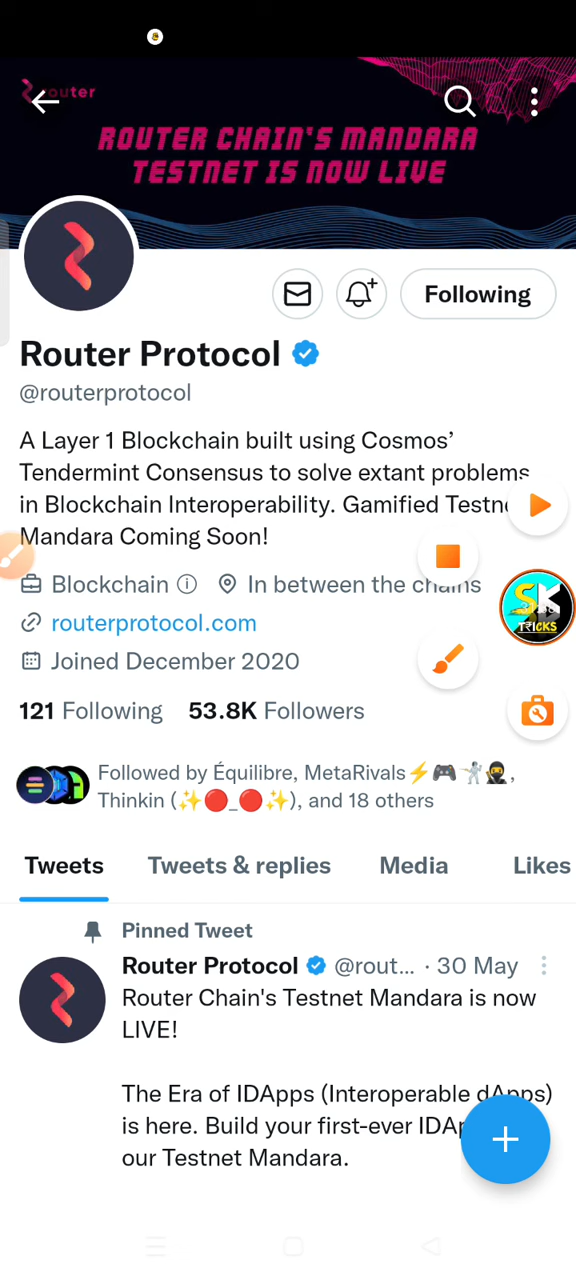 router
ROUTER CHAIN'S MANDARA
TESTNET IS NOW LIVE
Following
Router Protocol
@routerprotocol
A Layer 1 Blockchain built using Cosmos'
Tendermint Consensus to solve extant problems
in Blockchain Interoperability. Gamified
Mandara Coming Soon!
Blockchain In between the chains
routerprotocol.com
Joined December 2020
121 Following 53.8K Followers
Followed by Équilibre, MetaRivals⚡🎮🤺🥷,
Thinkin (✨🔴_🔴✨), and 18 others
Tweets Tweets & replies Media Likes
Pinned Tweet
Router Protocol @rout... · 30 May
Router Chain's Testnet Mandara is now
LIVE!
The Era of IDApps (Interoperable dApps)
is here. Build your first-ever
our Testnet Mandara.
SK
TRICKS